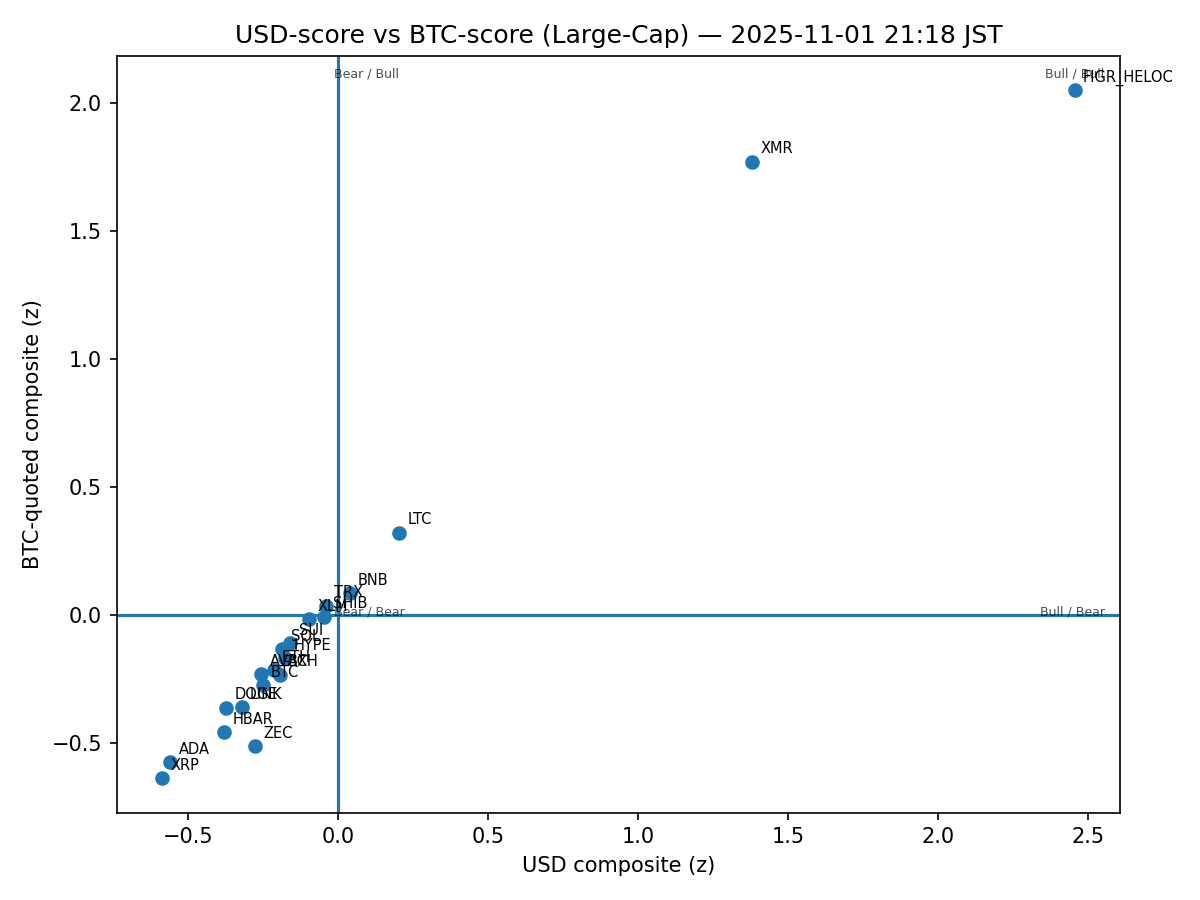 USD-score vs BTC-score (Large-Cap) — 2025-11-01 21:18 JST
Bear / Bull
Bull / Bull
FIGR_HELOC
XMR
LTC
BNB
TRX
SHIB
XLM
Bear / Bear
Bull / Bear
SUI
SOL
HYPE
ETH
AVAX
BCH
BTC
DOGE
LINK
HBAR
ZEC
ADA
XRP
2.0
1.5
1.0
0.5
0.0
−0.5
−0.5
0.0
0.5
1.0
1.5
2.0
2.5
USD composite (z)
BTC-quoted composite (z)